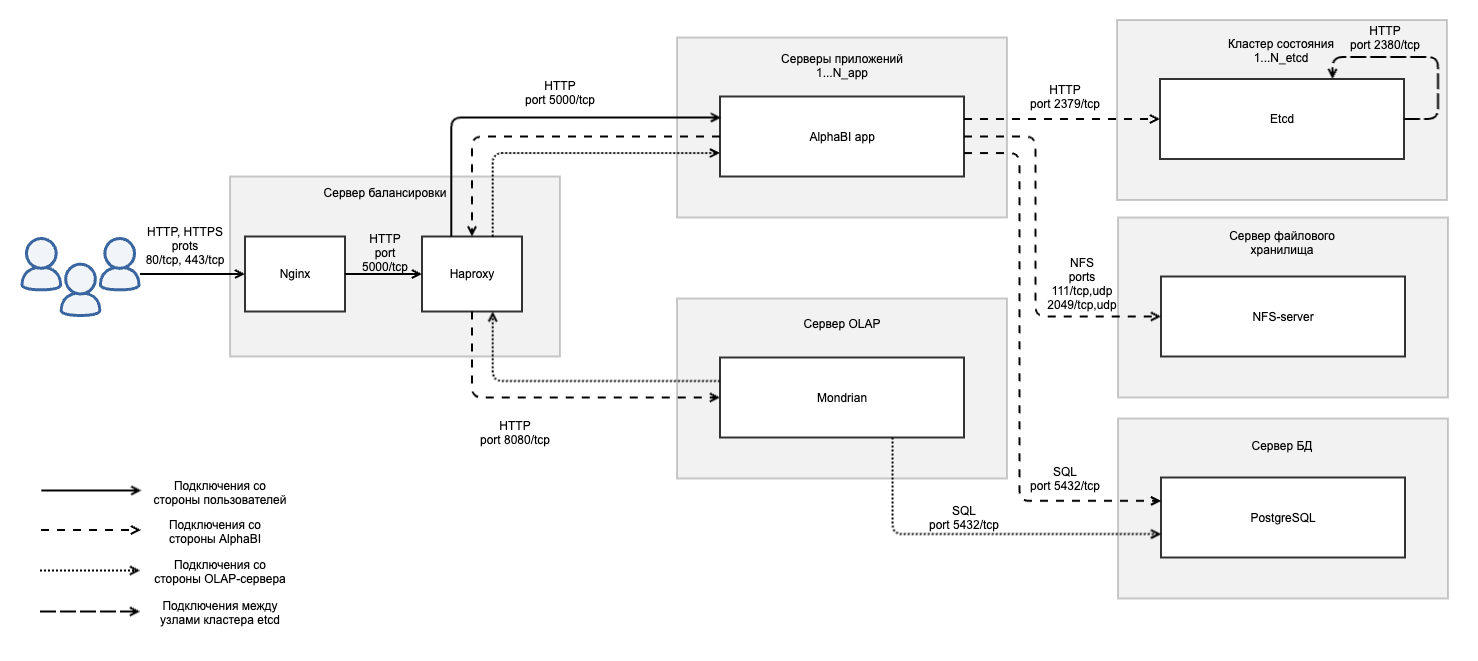 HTTP, HTTPS
prots
80/tcp, 443/tcp
Сервер балансировки
Nginx
HTTP
port
5000/tcp
Haproxy
HTTP
port 5000/tcp
Серверы приложений
1...N_app
AlphaBI app
HTTP
port 2379/tcp
Кластер состояния
1...N_etcd
HTTP
port 2380/tcp
Etcd
NFS
ports
111/tcp,udp
2049/tcp,udp
Сервер файлового
хранилища
NFS-server
Сервер OLAP
Mondrian
HTTP
port 8080/tcp
SQL
port 5432/tcp
SQL
port 5432/tcp
Сервер БД
PostgreSQL
Подключения со
стороны пользователей
Подключения со
стороны AlphaBI
Подключения со
стороны OLAP-сервера
Подключения между
узлами кластера etcd